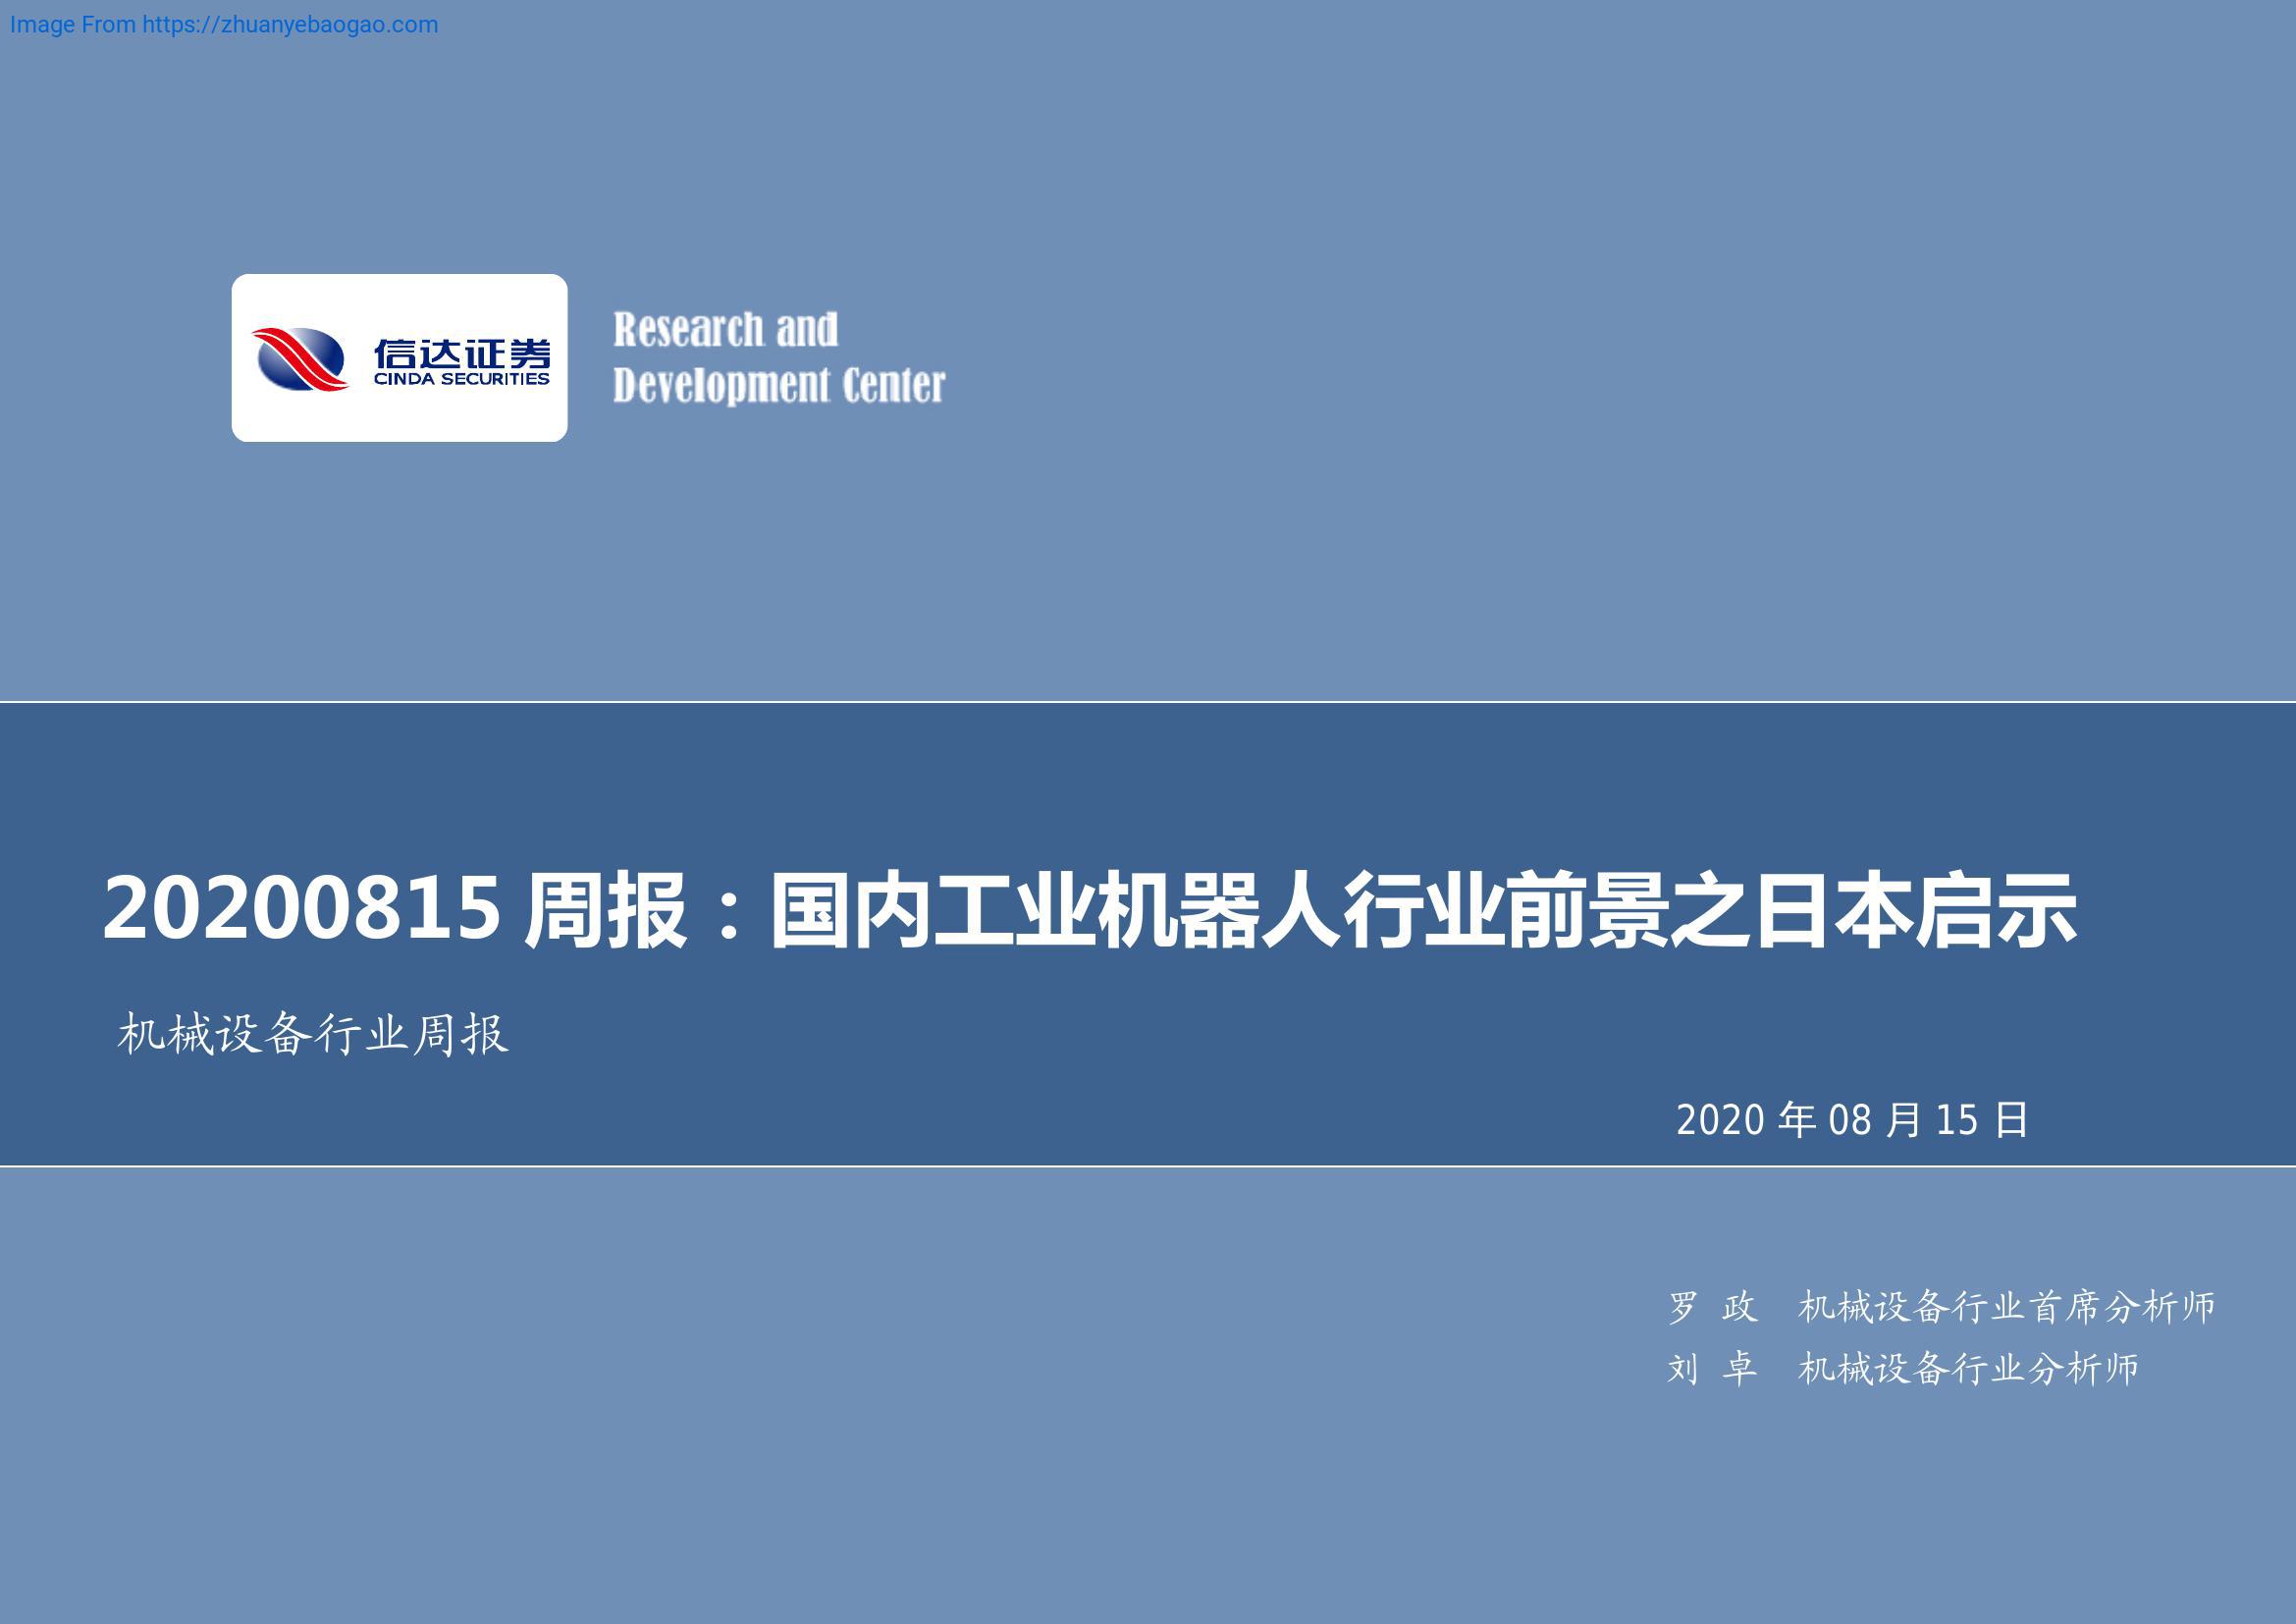 Image From https://zhuanyebaogao.com
信达证券
CINDA SECURITIES
Research and
Development Center
20200815 周报：国内工业机器人行业前景之日本启示
机械设备行业周报
2020 年 08 月 15 日
罗 政 机械设备行业首席分析师
刘 卓 机械设备行业分析师